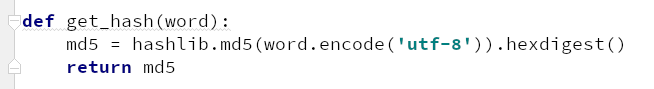 def get_hash(word):
    md5 = hashlib.md5(word.encode('utf-8')).hexdigest()
    return md5